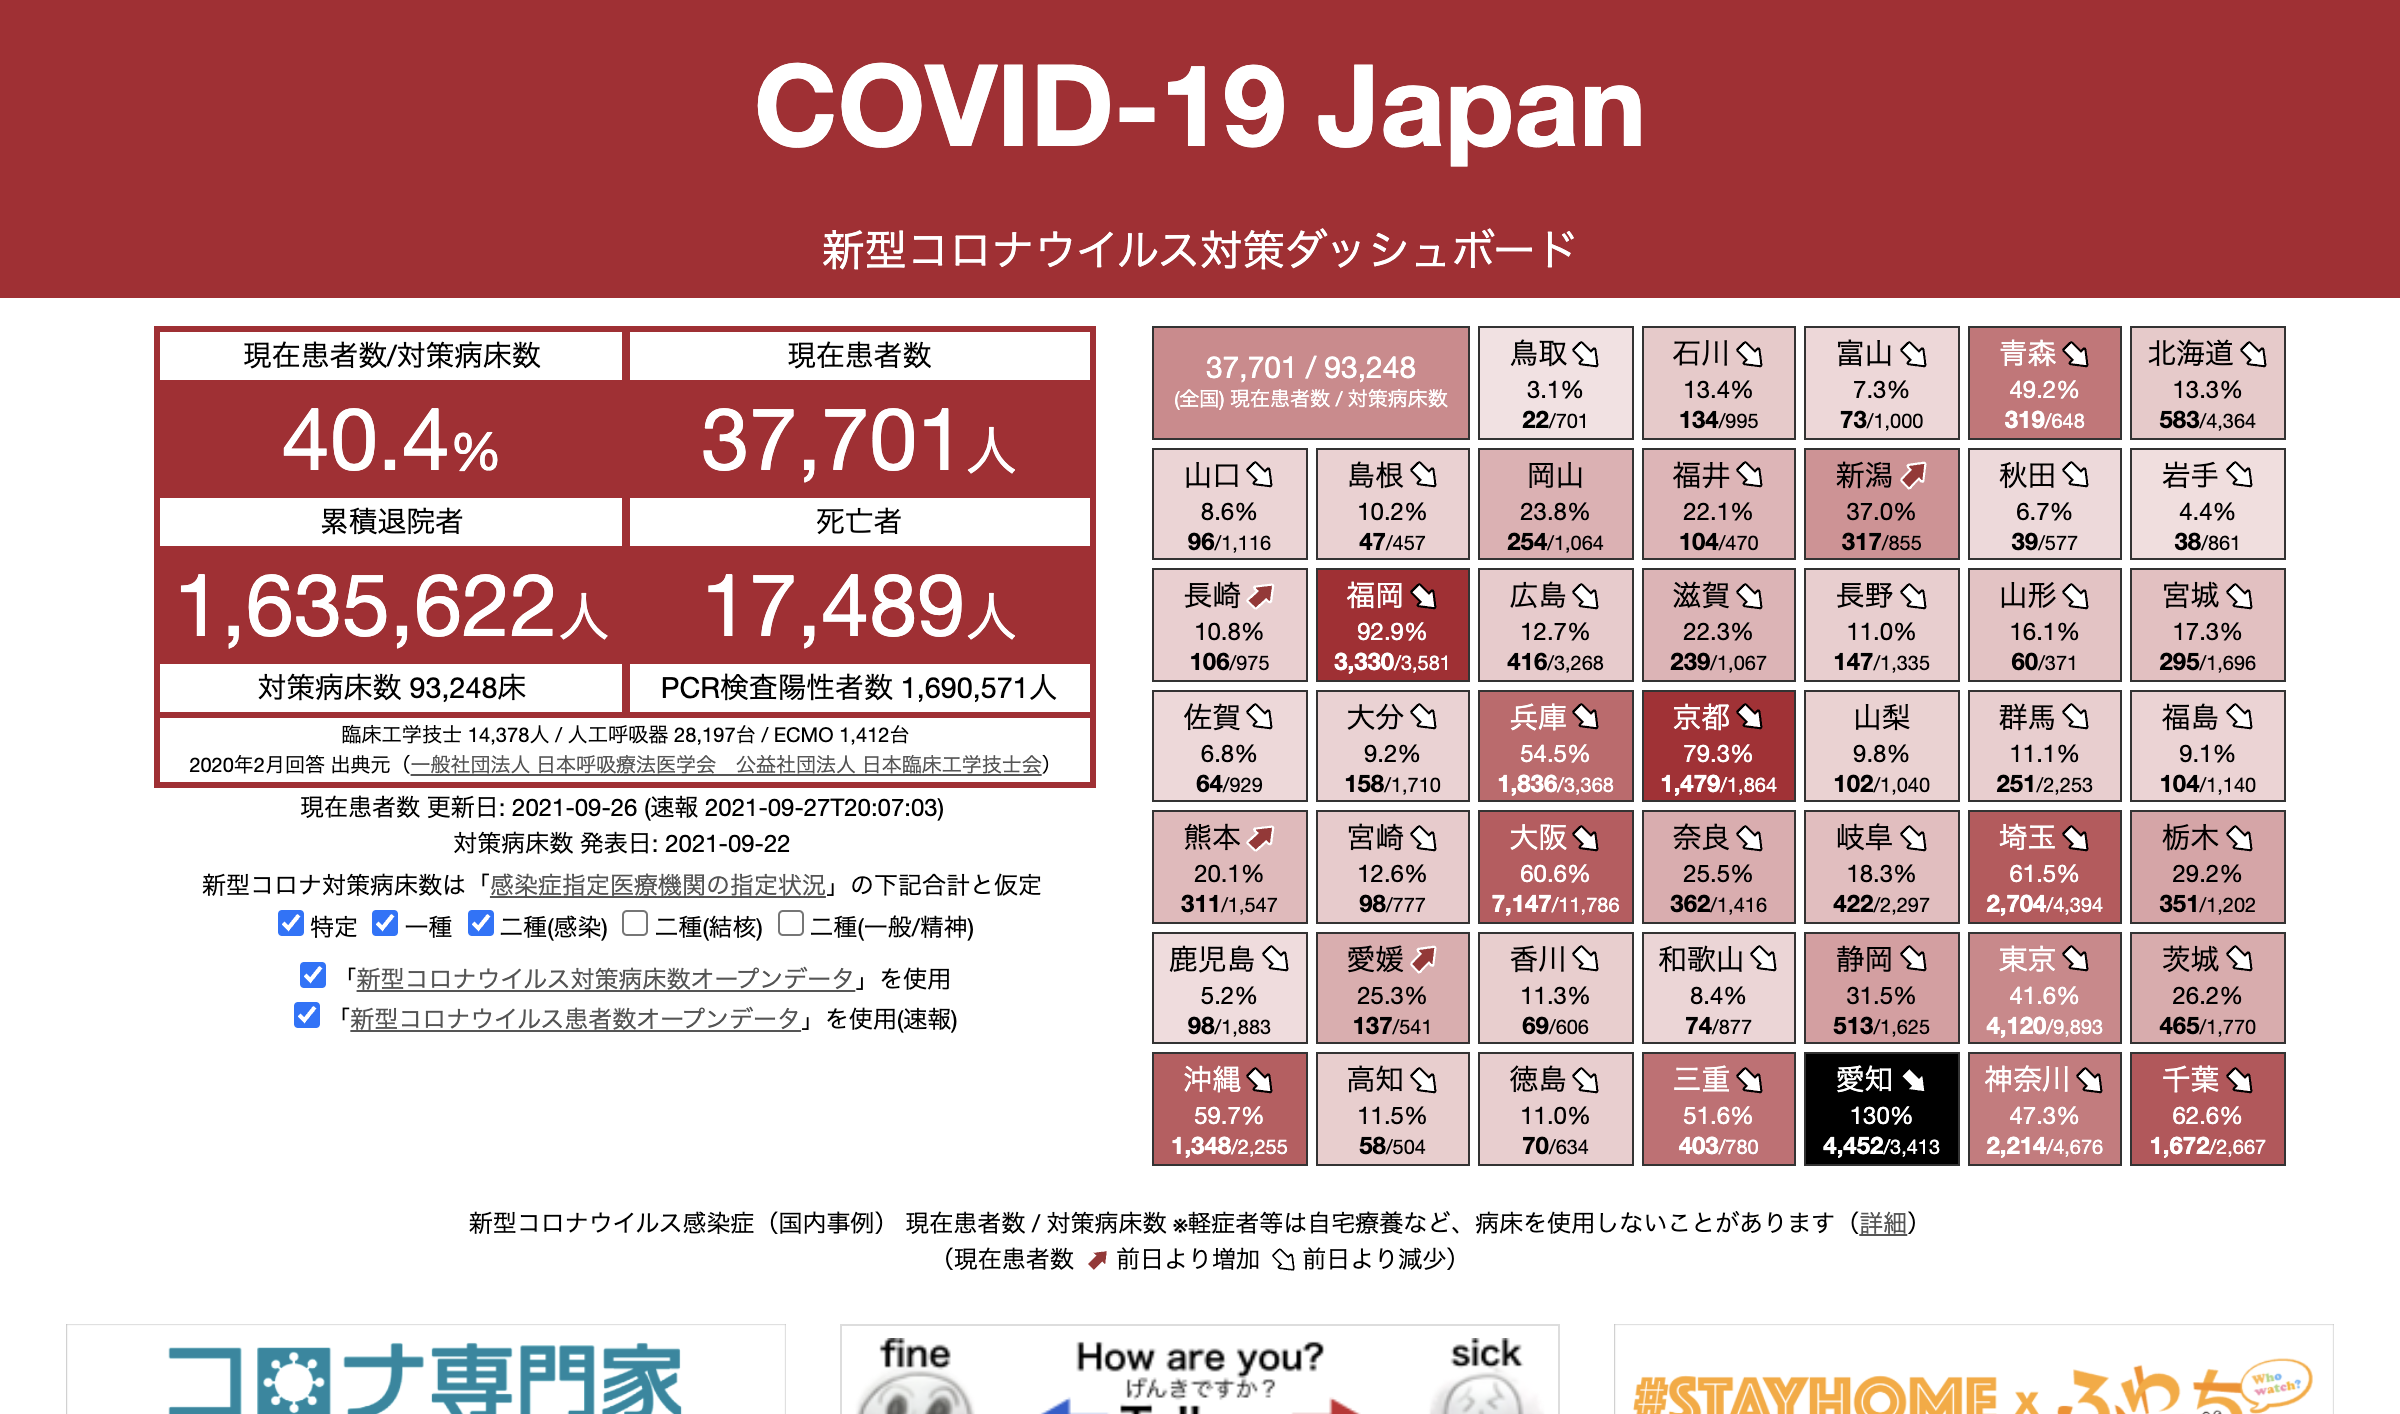 COVID-19 Japan
新型コロナウイルス対策ダッシュボード
現在患者数/対策病床数
現在患者数
40.4%
37,701人
累積退院者
死亡者
1,635,622人
17,489人
対策病床数 93,248床
PCR検査陽性者数 1,690,571人
臨床工学技士 14,378人 / 人工呼吸器 28,197台 / ECMO 1,412台
2020年2月回答 出典元（一般社団法人 日本呼吸療法医学会　公益社団法人 日本臨床工学技士会）
現在患者数 更新日: 2021-09-26 (速報 2021-09-27T20:07:03)
対策病床数 発表日: 2021-09-22
新型コロナ対策病床数は「感染症指定医療機関の指定状況」の下記合計と仮定
特定 一種 二種(感染) 二種(結核) 二種(一般/精神)
「新型コロナウイルス対策病床数オープンデータ」を使用
「新型コロナウイルス患者数オープンデータ」を使用(速報)
37,701 / 93,248
(全国) 現在患者数 / 対策病床数
鳥取
3.1%
22/701
石川
13.4%
134/995
富山
7.3%
73/1,000
青森
49.2%
319/648
北海道
13.3%
583/4,364
山口
8.6%
96/1,116
島根
10.2%
47/457
岡山
23.8%
254/1,064
福井
22.1%
104/470
新潟
37.0%
317/855
秋田
6.7%
39/577
岩手
4.4%
38/861
長崎
10.8%
106/975
福岡
92.9%
3,330/3,581
広島
12.7%
416/3,268
滋賀
22.3%
239/1,067
長野
11.0%
147/1,335
山形
16.1%
60/371
宮城
17.3%
295/1,696
佐賀
6.8%
64/929
大分
9.2%
158/1,710
兵庫
54.5%
1,836/3,368
京都
79.3%
1,479/1,864
山梨
9.8%
102/1,040
群馬
11.1%
251/2,253
福島
9.1%
104/1,140
熊本
20.1%
311/1,547
宮崎
12.6%
98/777
大阪
60.6%
7,147/11,786
奈良
25.5%
362/1,416
岐阜
18.3%
422/2,297
埼玉
61.5%
2,704/4,394
栃木
29.2%
351/1,202
鹿児島
5.2%
98/1,883
愛媛
25.3%
137/541
香川
11.3%
69/606
和歌山
8.4%
74/877
静岡
31.5%
513/1,625
東京
41.6%
4,120/9,893
茨城
26.2%
465/1,770
沖縄
59.7%
1,348/2,255
高知
11.5%
58/504
徳島
11.0%
70/634
三重
51.6%
403/780
愛知
130%
4,452/3,413
神奈川
47.3%
2,214/4,676
千葉
62.6%
1,672/2,667
新型コロナウイルス感染症（国内事例） 現在患者数 / 対策病床数 ※軽症者等は自宅療養など、病床を使用しないことがあります（詳細）
（現在患者数 前日より増加 前日より減少）
コロナ専門家
fine
How are you?
sick
げんきですか？
#STAYHOME x ふわち
Who watch?